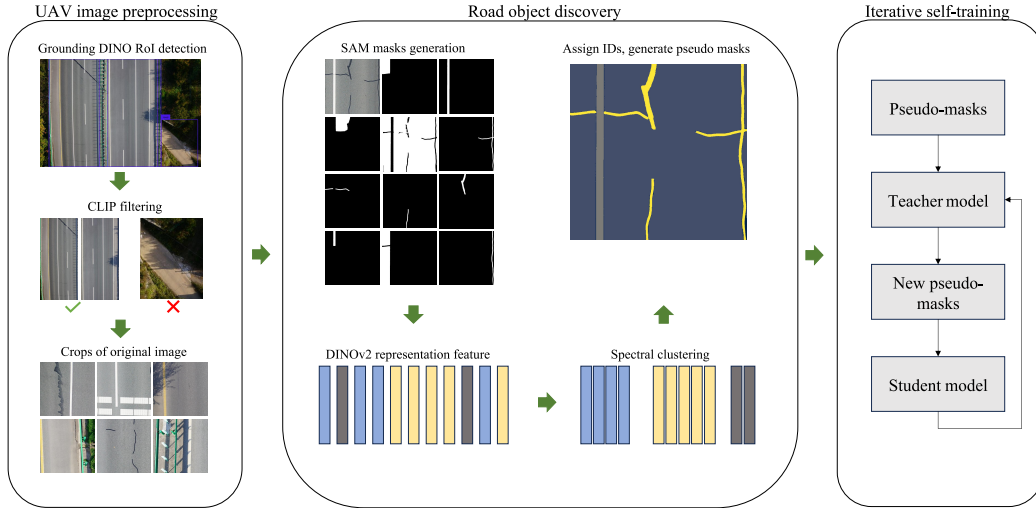 UAV image preprocessing
Grounding DINO RoI detection
CLIP filtering
Crops of original image
Road object discovery
SAM masks generation
Assign IDs, generate pseudo masks
DINOv2 representation feature
Spectral clustering
Iterative self-training
Pseudo-masks
Teacher model
New pseudo-
masks
Student model